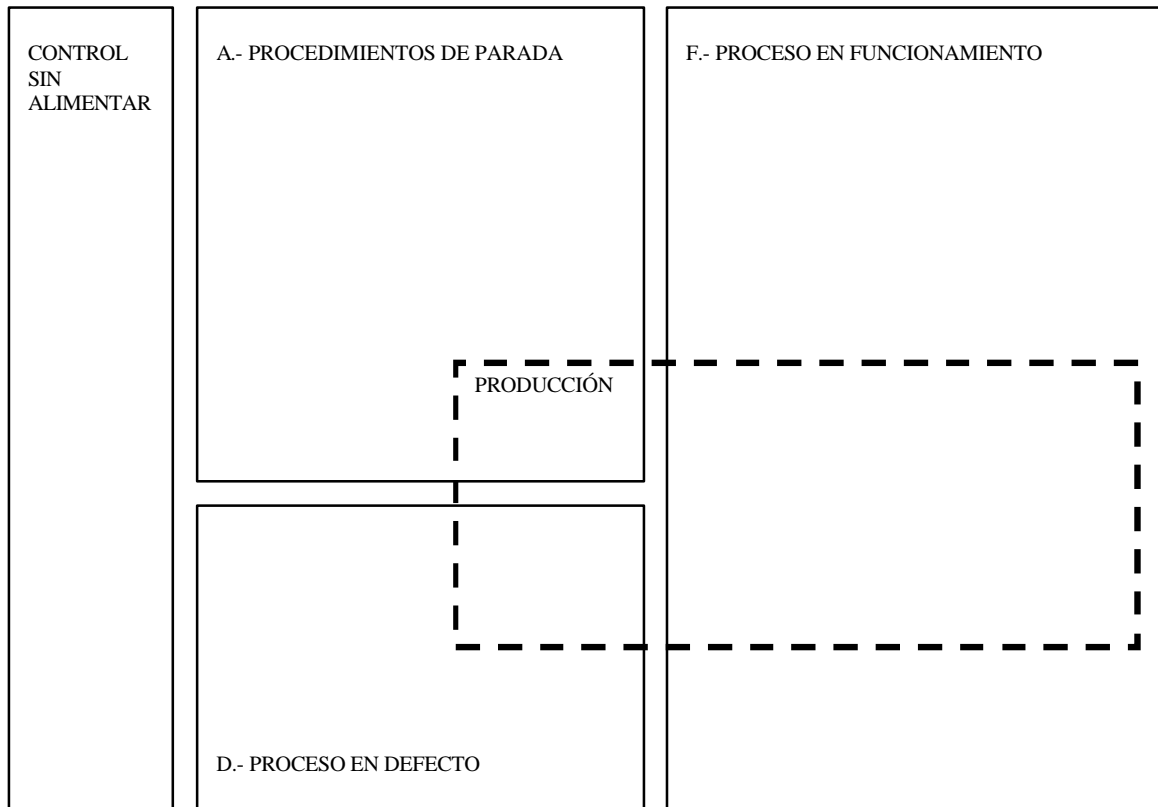 CONTROL
SIN
ALIMENTAR
A.- PROCEDIMIENTOS DE PARADA
F.- PROCESO EN FUNCIONAMIENTO
PRODUCCIÓN
D.- PROCESO EN DEFECTO